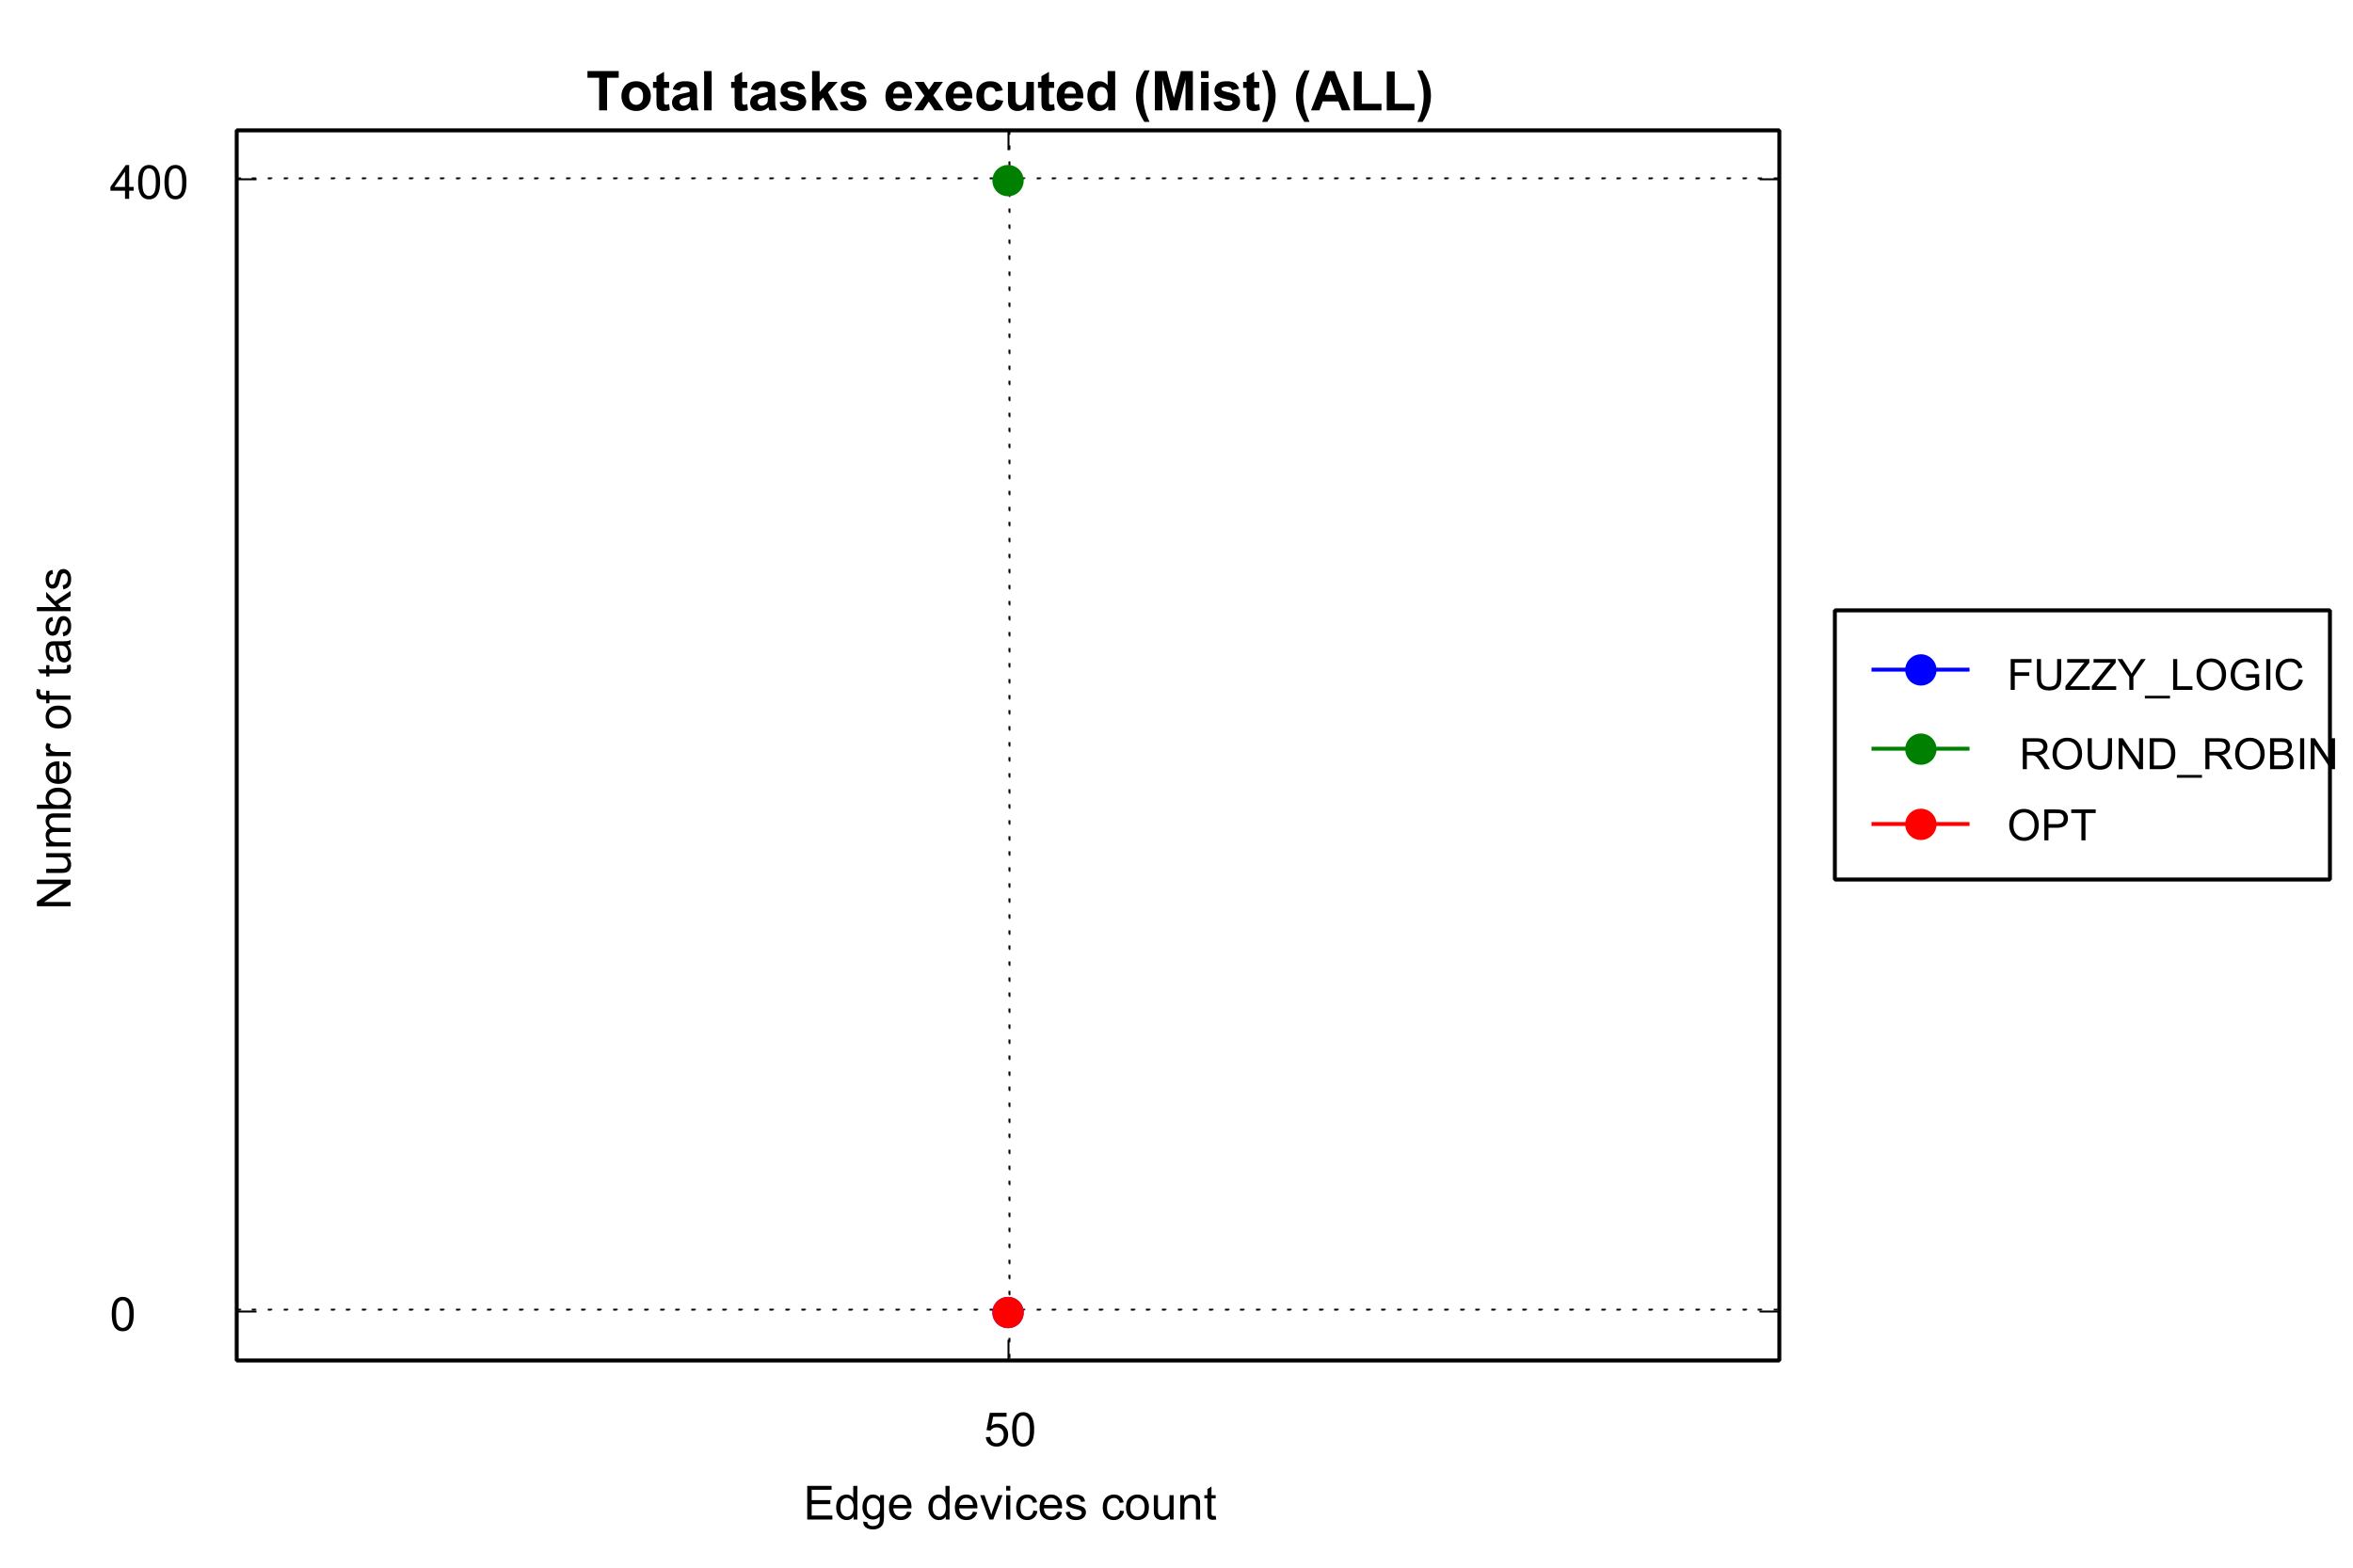 Total tasks executed (Mist) (ALL)
400
Number of tasks
FUZZY_LOGIC
ROUND_ROBIN
OPT
0
50
Edge devices count